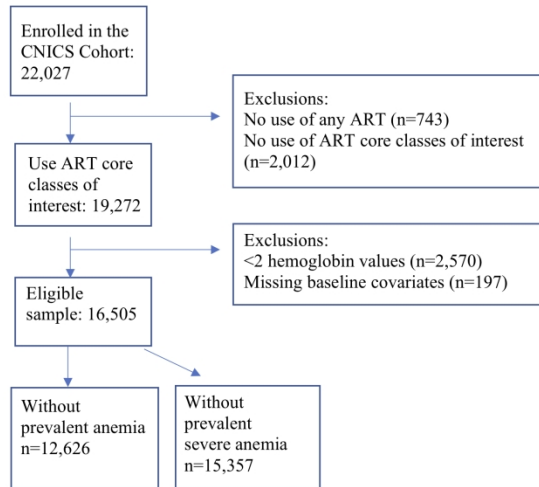 Enrolled in the
CNICS Cohort:
22,027
Exclusions:
No use of any ART (n=743)
No use of ART core classes of interest
(n=2,012)
Use ART core
classes of
interest: 19,272
Exclusions:
<2 hemoglobin values (n=2,570)
Missing baseline covariates (n=197)
Eligible
sample: 16,505
Without
prevalent anemia
n=12,626
Without
prevalent
severe anemia
n=15,357